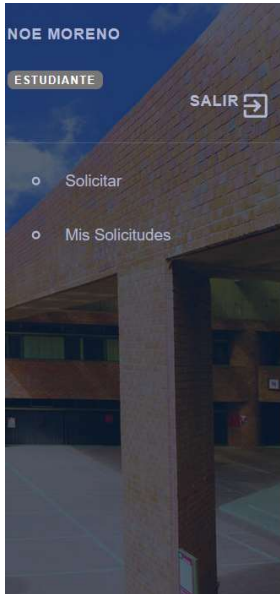 NOE MORENO
ESTUDIANTE
SALIR
Solicitar
Mis Solicitudes